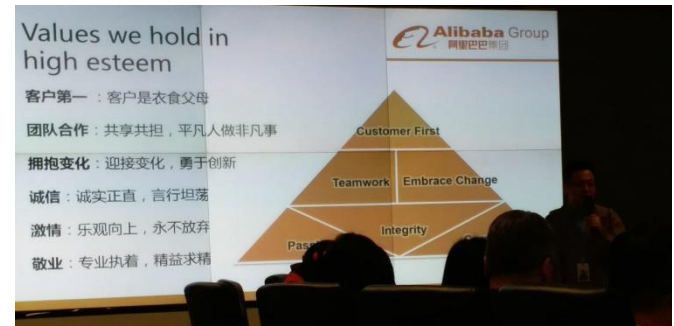 Values we hold in
high esteem
Alibaba Group
阿里巴巴集团
客户第一：客户是衣食父母
团队合作：共享共担，平凡人做非凡事
拥抱变化：迎接变化，勇于创新
诚信：诚实正直，言行坦荡
激情：乐观向上，永不放弃
敬业：专业执着，精益求精
Customer First
Teamwork
Embrace Change
Integrity